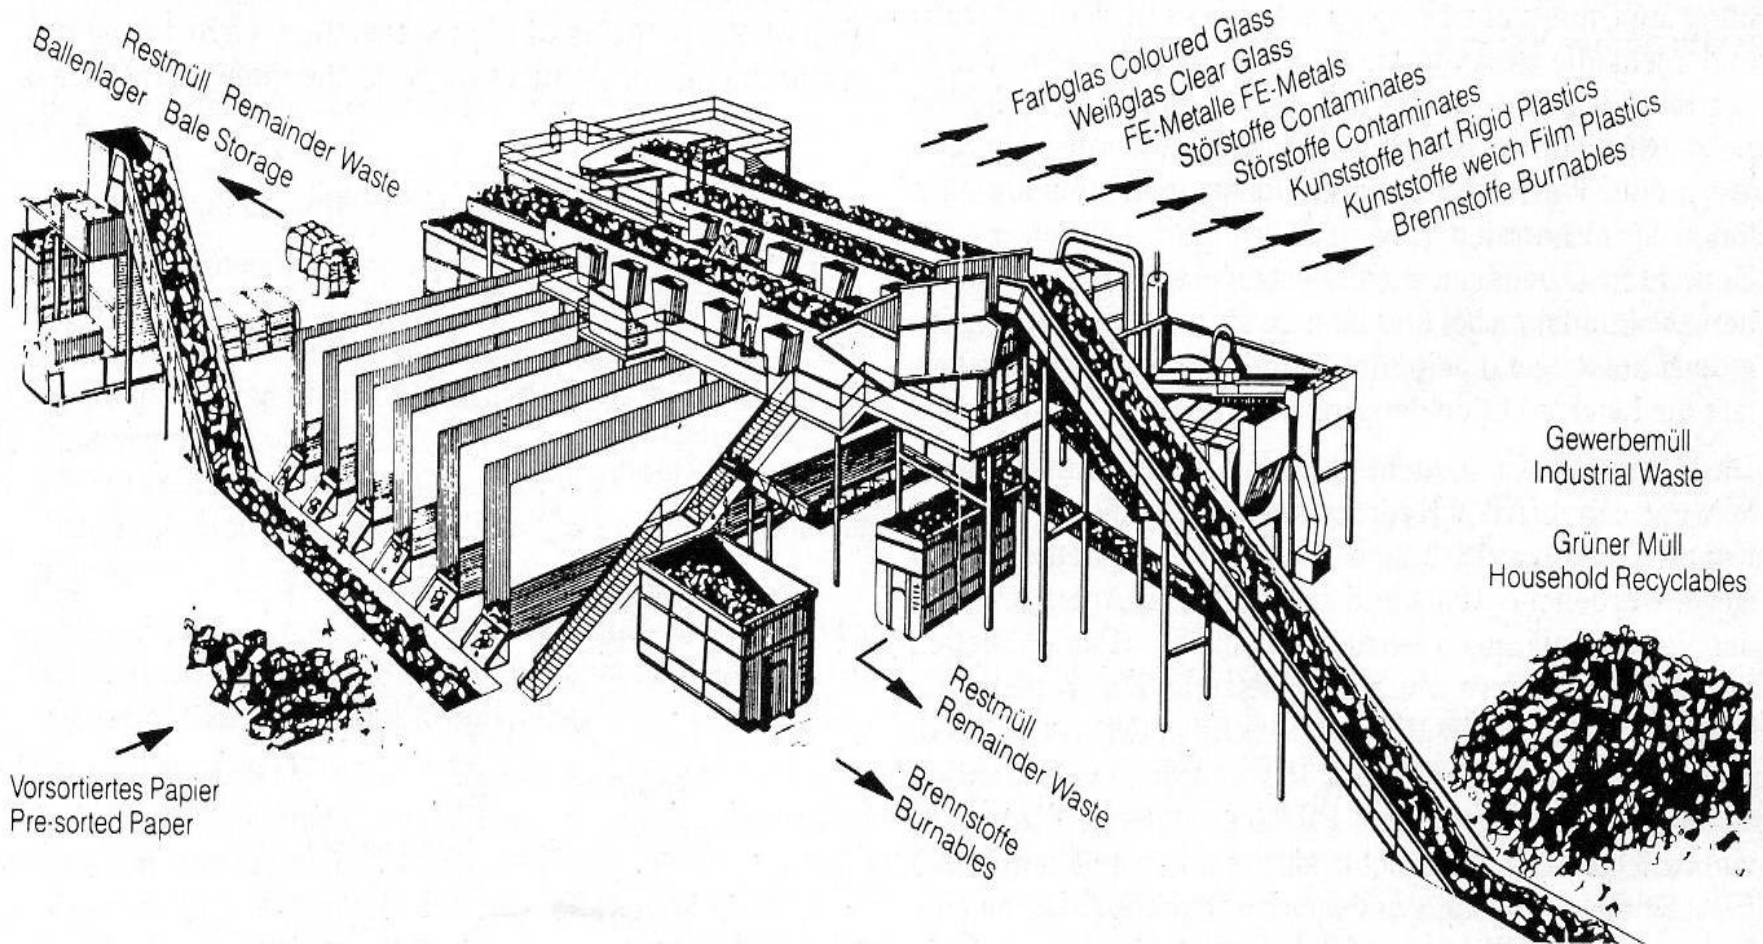 Restmüll Remainder Waste
Ballenlager Bale Storage
Farbglas Coloured Glass
Weißglas Clear Glass
FE-Metalle FE-Metals
Störstoffe Contaminates
Störstoffe Contaminates
Kunststoffe hart Rigid Plastics
Kunststoffe weich Film Plastics
Brennstoffe Burnables
Gewerbemüll
Industrial Waste
Grüner Müll
Household Recyclables
Restmüll
Remainder Waste
Brennstoffe
Burnables
Vorsortiertes Papier
Pre-sorted Paper